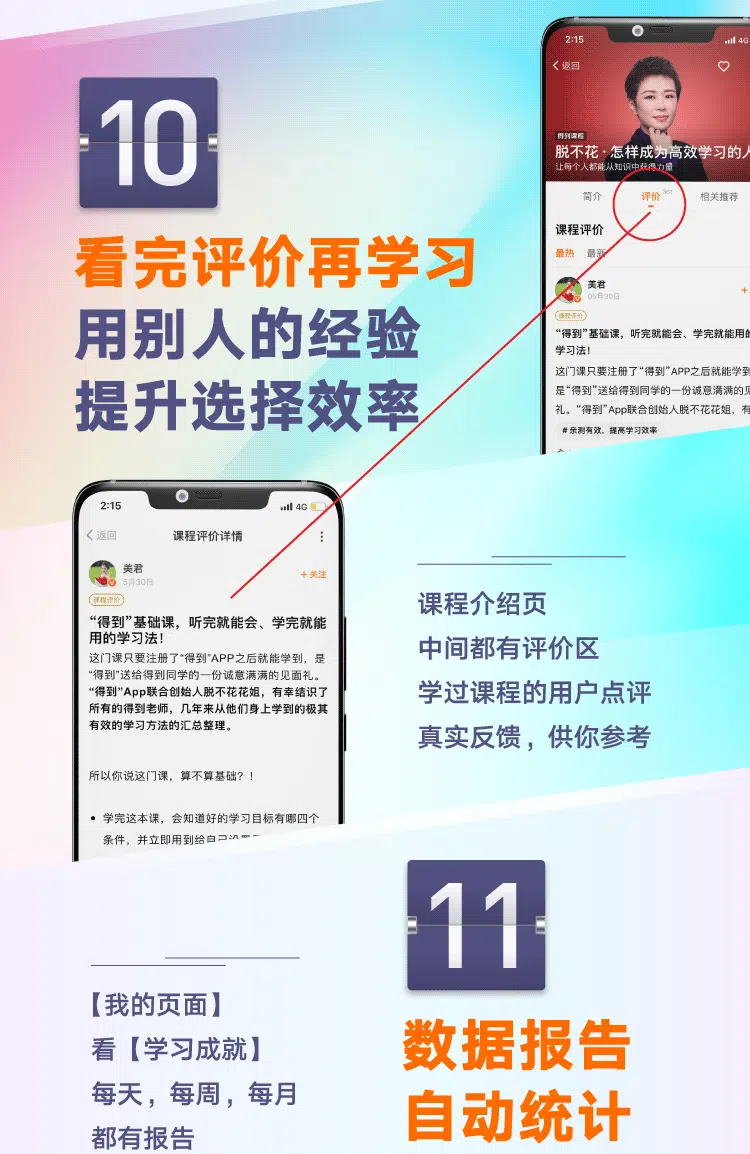 10
看完评价再学习
用别人的经验
提升选择效率
2:15
4G
返回
得到课程
脱不花·怎样成为高效学习的人
让每个人都能从知识中获得力量
简介
评价
361
相关推荐
课程评价
最热
最新
美君
05月30日
+
课程评价
“得到”基础课，听完就能会、学完就能用的
学习法！
这门课只要注册了“得到”APP之后就能学到
是“得到”送给得到同学的一份诚意满满的见
礼。“得到”App联合创始人脱不花花姐，有
#亲测有效，提高学习效率
2:15
4G
返回
课程评价详情
美君
5月30日
+关注
课程评价
“得到”基础课，听完就能会、学完就能
用的学习法！
这门课只要注册了“得到”APP之后就能学到，是
“得到”送给得到同学的一份诚意满满的见面礼。
“得到”App联合创始人脱不花花姐，有幸结识了
所有的得到老师，几年来从他们身上学到的极其
有效的学习方法的汇总整理。
所以你说这门课，算不算基础？！
• 学完这本课，会知道好的学习目标有哪四个
条件，并立即用到给自己
课程介绍页
中间都有评价区
学过课程的用户点评
真实反馈，供你参考
11
数据报告
自动统计
【我的页面】
看【学习成就】
每天，每周，每月
都有报告